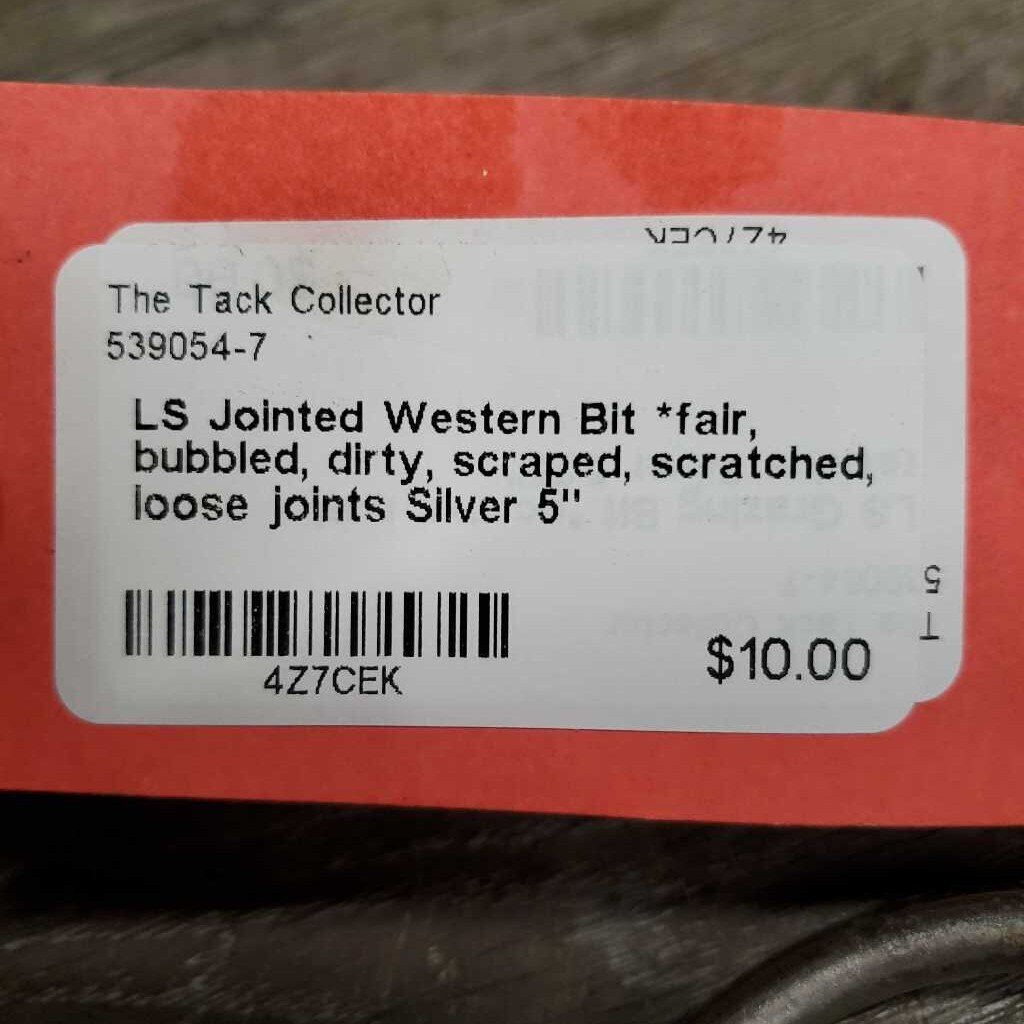 The Tack Collector
539054-7
LS Jointed Western Bit *fair,
bubbled, dirty, scraped, scratched,
loose joints Silver 5"
4Z7CEK
$10.00